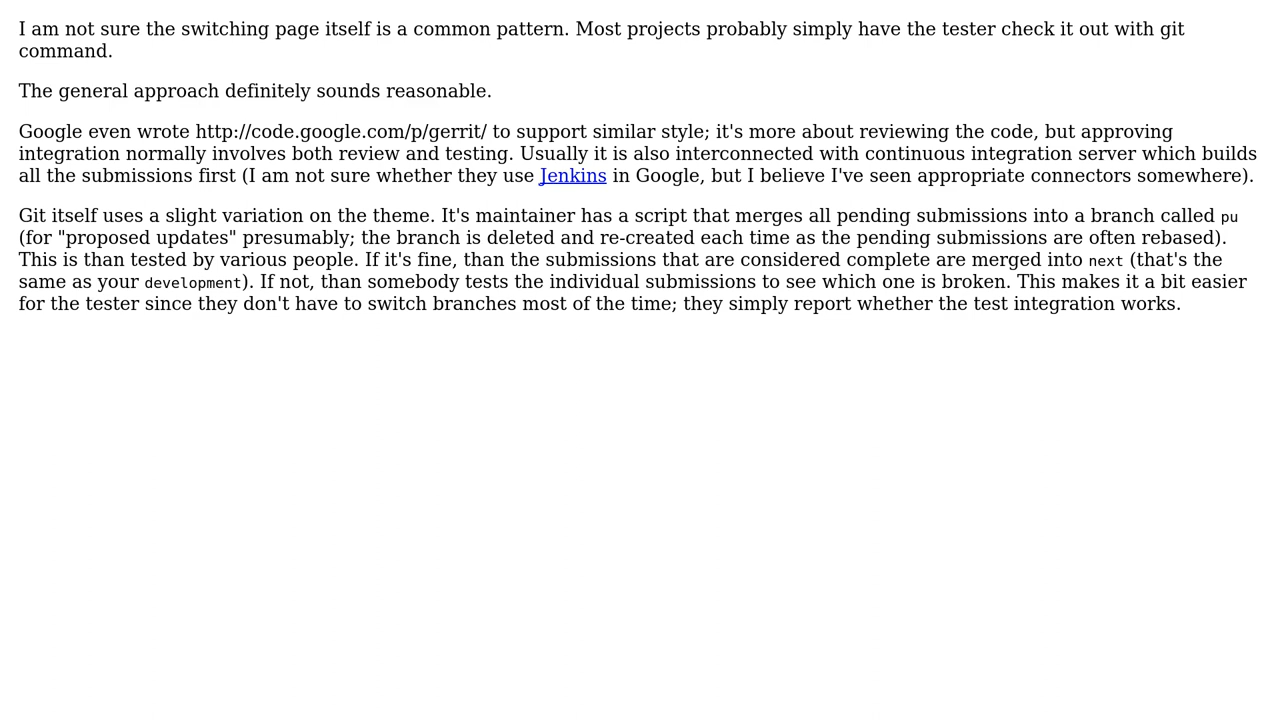 I am not sure the switching page itself is a common pattern. Most projects probably simply have the tester check it out with git
command.
The general approach definitely sounds reasonable.
Google even wrote http://code.google.com/p/gerrit/ to support similar style; it's more about reviewing the code, but approving
integration normally involves both review and testing. Usually it is also interconnected with continuous integration server which builds
all the submissions first (I am not sure whether they use Jenkins in Google, but I believe I've seen appropriate connectors somewhere).
Git itself uses a slight variation on the theme. It's maintainer has a script that merges all pending submissions into a branch called pu
(for "proposed updates" presumably; the branch is deleted and re-created each time as the pending submissions are often rebased).
This is than tested by various people. If it's fine, than the submissions that are considered complete are merged into next (that's the
same as your development). If not, than somebody tests the individual submissions to see which one is broken. This makes it a bit easier
for the tester since they don't have to switch branches most of the time; they simply report whether the test integration works.